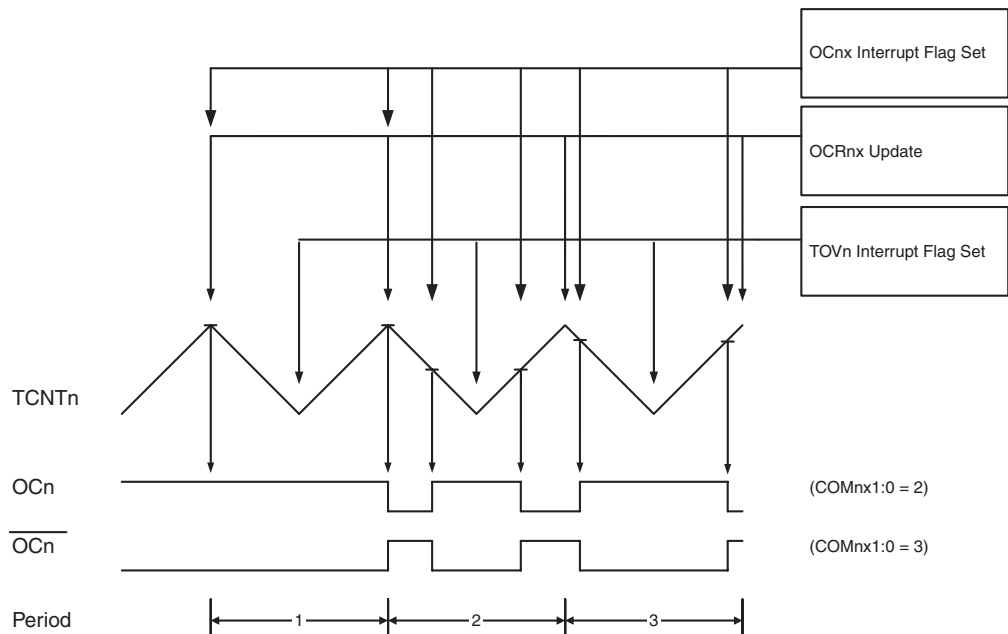 OCnx Interrupt Flag Set
OCRnx Update
TOVn Interrupt Flag Set
TCNTn
OCn
(COMnx1:0 = 2)
OCn
(COMnx1:0 = 3)
Period
1
2
3